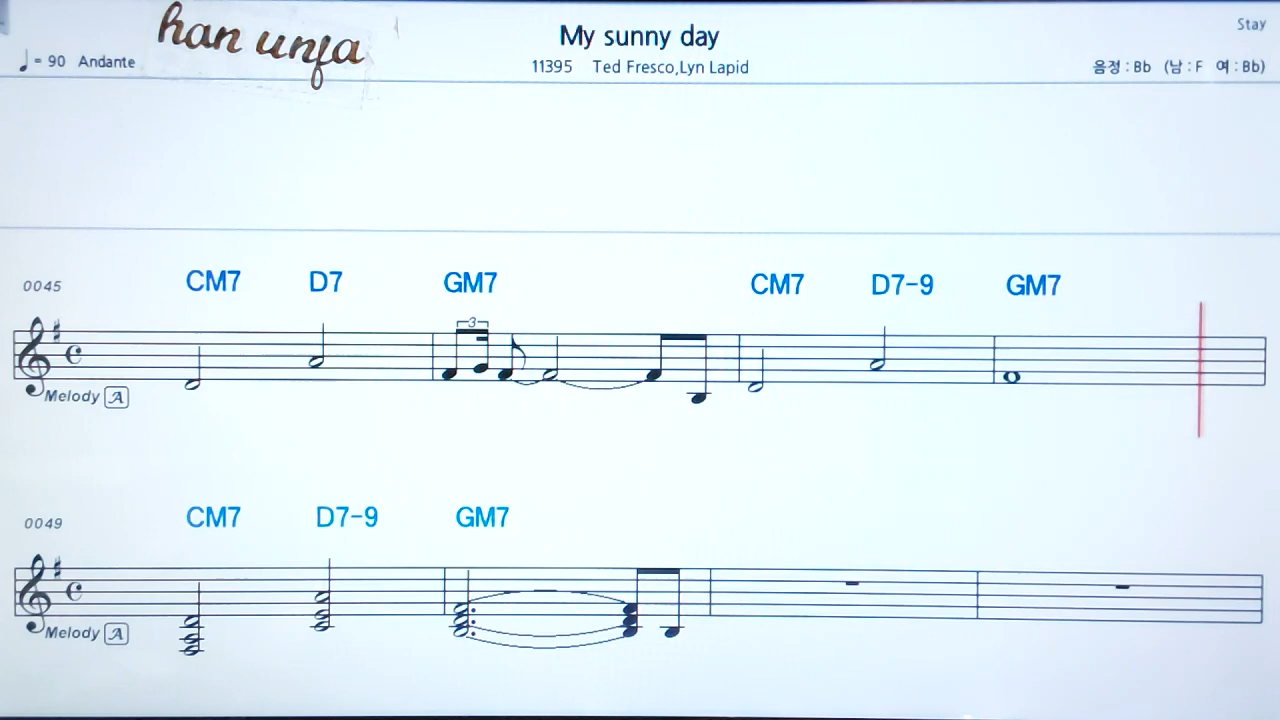 han unfa
My sunny day
Stay
♩= 90 Andante
11395 Ted Fresco,Lyn Lapid
음정 : Bb (남 : F 여 : Bb)
0045
CM7 D7 GM7 CM7 D7-9 GM7
3
Melody A
0049
CM7 D7-9 GM7
Melody A